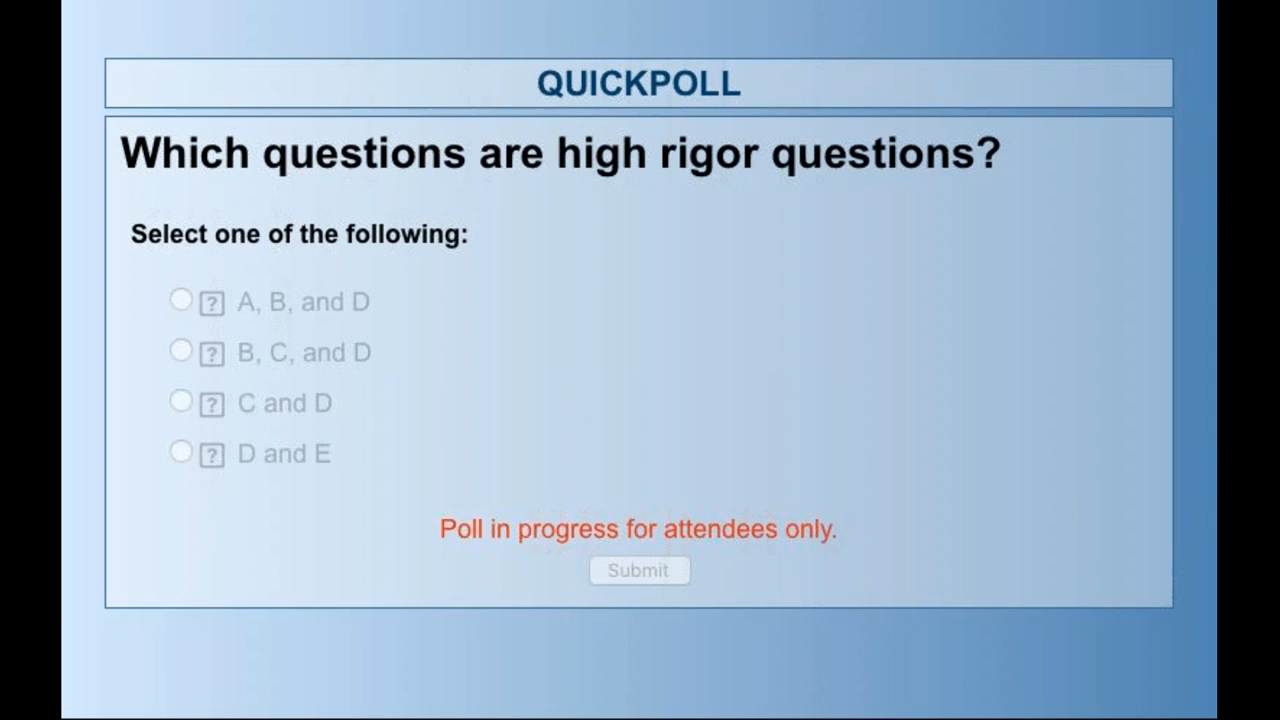 QUICKPOLL
Which questions are high rigor questions?
Select one of the following:
? A, B, and D
? B, C, and D
? C and D
? D and E
Poll in progress for attendees only.
Submit